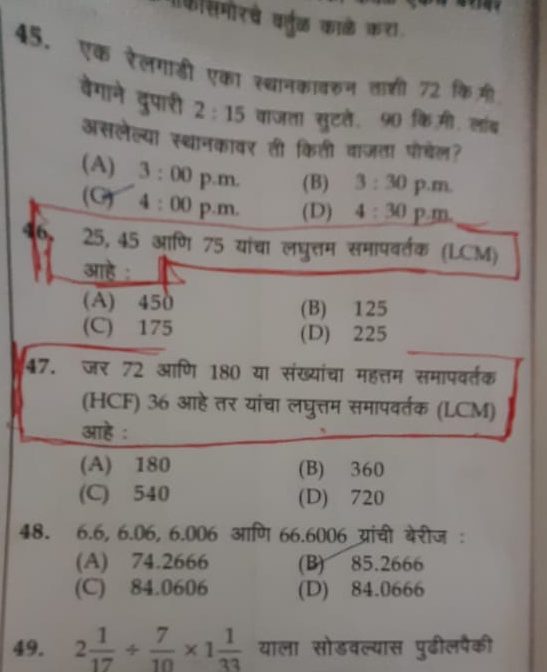 वर्तुळ काळे करा.
45. एक रेलगाडी एका स्थानकावरुन ताशी 72 कि.मी.
वेगाने दुपारी 2 : 15 वाजता सुटते. 90 कि.मी. लांब
असलेल्या स्थानकावर ती किती वाजता पोचेल?
(A) 3 : 00 p.m. (B) 3 : 30 p.m.
(C) 4 : 00 p.m. (D) 4 : 30 p.m.
46. 25, 45 आणि 75 यांचा लघुत्तम समापवर्तक (LCM)
आहे :
(A) 450 (B) 125
(C) 175 (D) 225
47. जर 72 आणि 180 या संख्यांचा महत्तम समापवर्तक
(HCF) 36 आहे तर यांचा लघुत्तम समापवर्तक (LCM)
आहे :
(A) 180 (B) 360
(C) 540 (D) 720
48. 6.6, 6.06, 6.006 आणि 66.6006 यांची बेरीज :
(A) 74.2666 (B) 85.2666
(C) 84.0606 (D) 84.0666
49. 2 1/17 ÷ 7/10 × 1 1/33 याला सोडवल्यास पुढीलपैकी